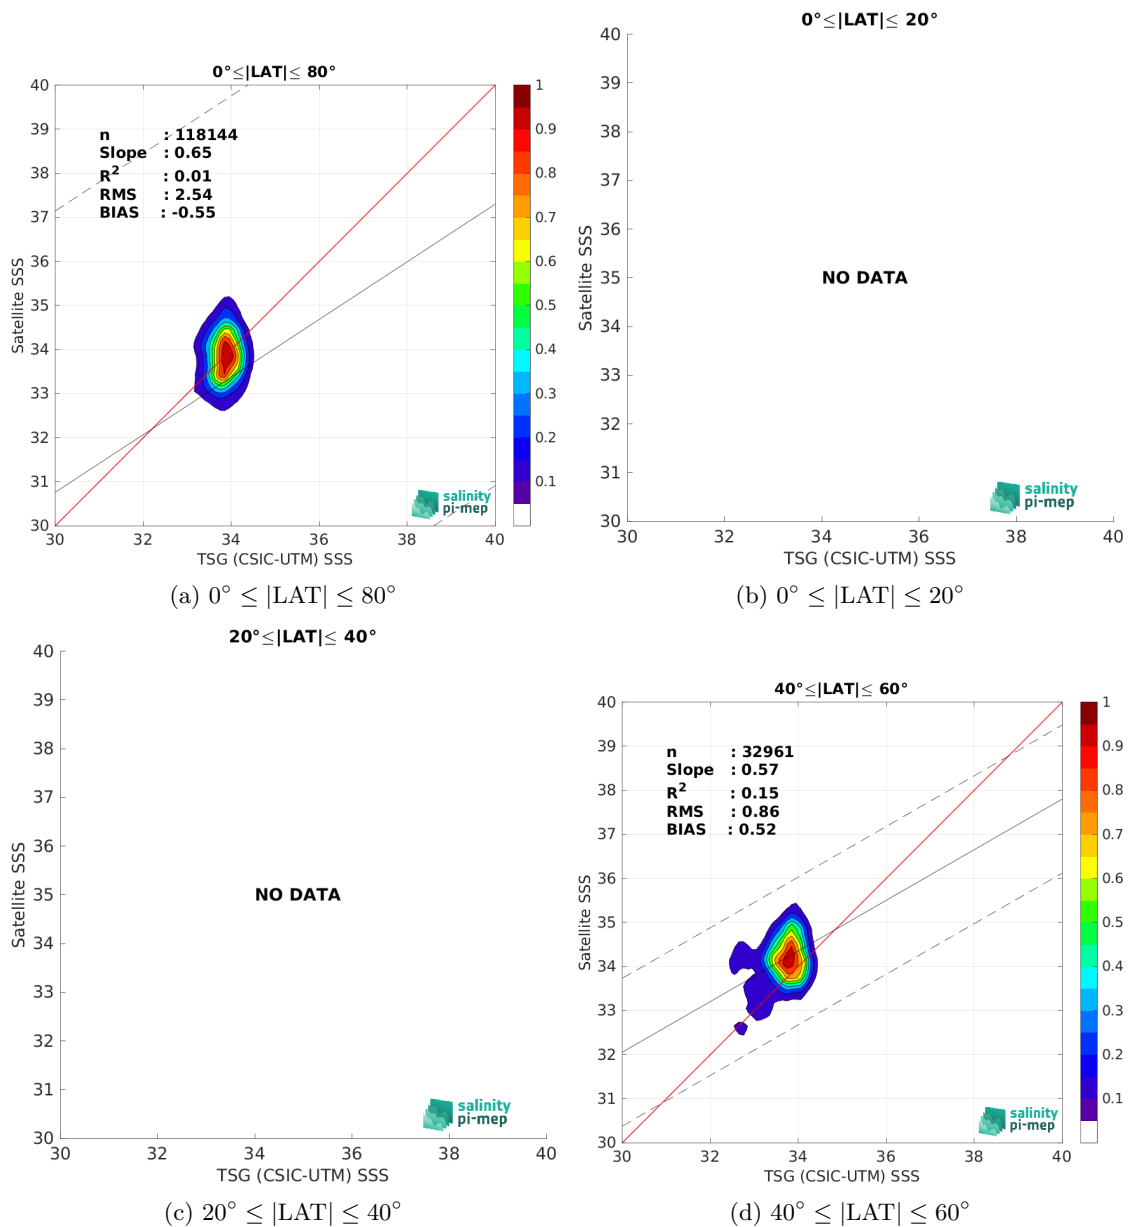 0°≤|LAT|≤ 80°
40
39
38
37
36
35
34
33
32
31
30
Satellite SSS
n : 118144
Slope : 0.65
R² : 0.01
RMS : 2.54
BIAS : -0.55
1
0.9
0.8
0.7
0.6
0.5
0.4
0.3
0.2
0.1
salinity
pi-mep
30 32 34 36 38 40
TSG (CSIC-UTM) SSS
(a) 0° ≤ |LAT| ≤ 80°
0°≤|LAT|≤ 20°
40
39
38
37
36
35
34
33
32
31
30
Satellite SSS
NO DATA
salinity
pi-mep
30 32 34 36 38 40
TSG (CSIC-UTM) SSS
(b) 0° ≤ |LAT| ≤ 20°
20°≤|LAT|≤ 40°
40
39
38
37
36
35
34
33
32
31
30
Satellite SSS
NO DATA
salinity
pi-mep
30 32 34 36 38 40
TSG (CSIC-UTM) SSS
(c) 20° ≤ |LAT| ≤ 40°
40°≤|LAT|≤ 60°
40
39
38
37
36
35
34
33
32
31
30
Satellite SSS
n : 32961
Slope : 0.57
R² : 0.15
RMS : 0.86
BIAS : 0.52
1
0.9
0.8
0.7
0.6
0.5
0.4
0.3
0.2
0.1
salinity
pi-mep
30 32 34 36 38 40
TSG (CSIC-UTM) SSS
(d) 40° ≤ |LAT| ≤ 60°